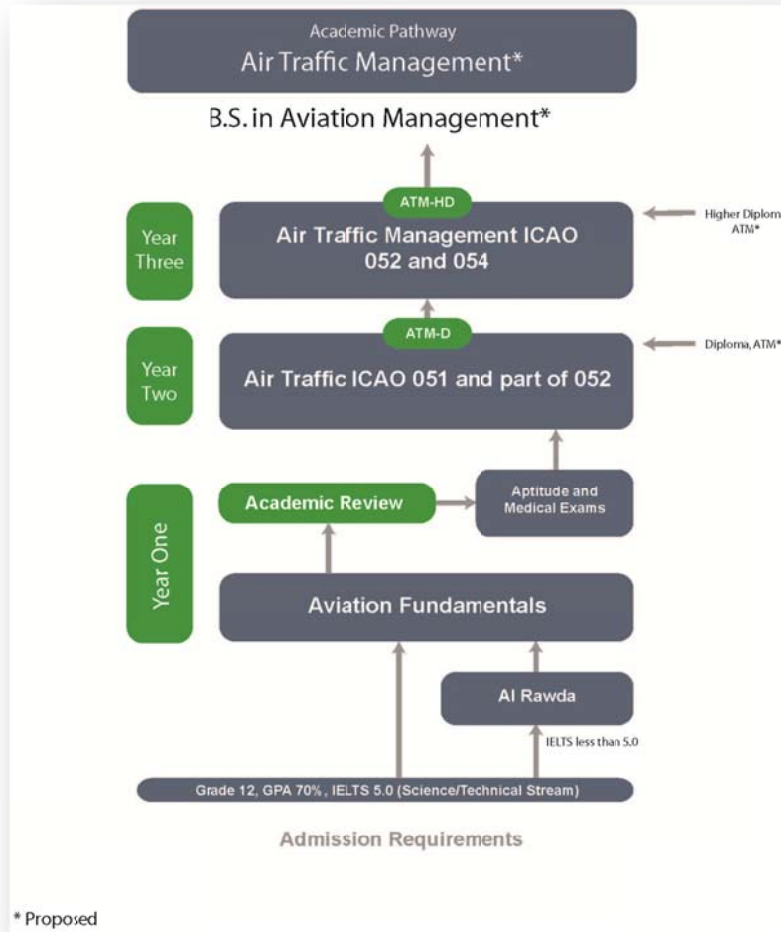 Academic Pathway
Air Traffic Management*
B.S. in Aviation Management*
ATM-HD
Year
Three
Air Traffic Management ICAO
052 and 054
Higher Diplom
ATM*
ATM-D
Year
Two
Air Traffic ICAO 051 and part of 052
Diploma, ATM*
Year One
Academic Review
Aptitude and
Medical Exams
Aviation Fundamentals
Al Rawda
IELTS less than 5.0
Grade 12, GPA 70%, IELTS 5.0 (Science/Technical Stream)
Admission Requirements
* Proposed